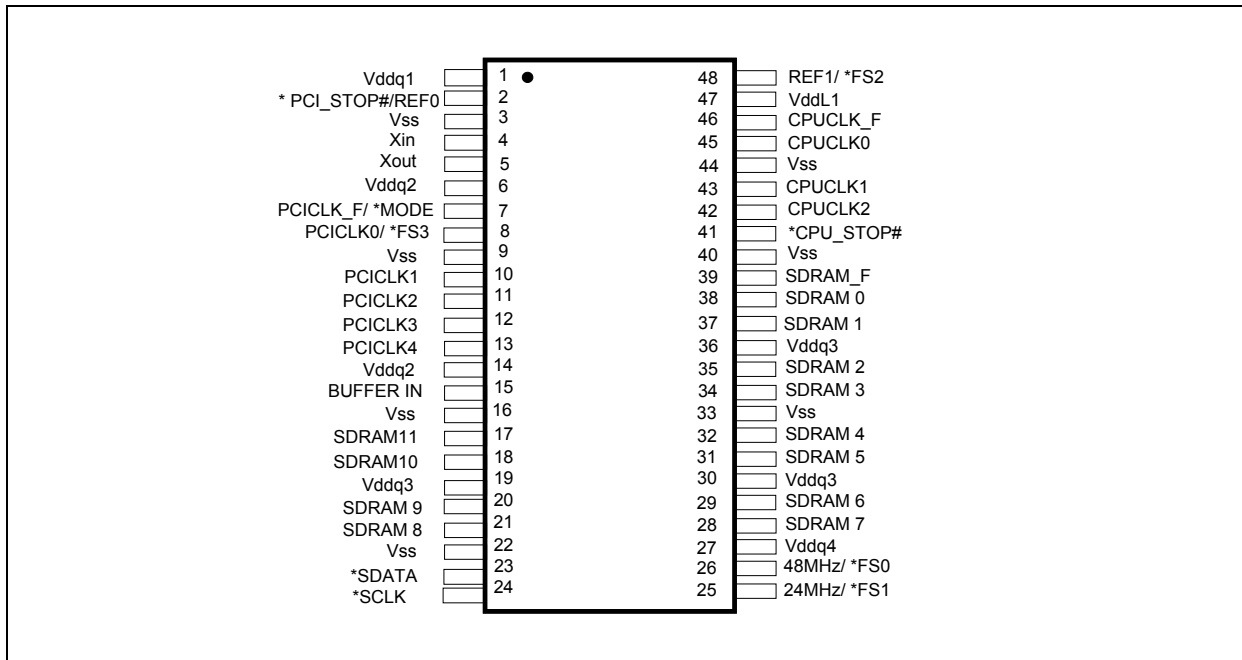 Vddq1 1 48 REF1/ *FS2
* PCI_STOP#/REF0 2 47 VddL1
Vss 3 46 CPUCLK_F
Xin 4 45 CPUCLK0
Xout 5 44 Vss
Vddq2 6 43 CPUCLK1
PCICLK_F/ *MODE 7 42 CPUCLK2
PCICLK0/ *FS3 8 41 *CPU_STOP#
Vss 9 40 Vss
PCICLK1 10 39 SDRAM_F
PCICLK2 11 38 SDRAM 0
PCICLK3 12 37 SDRAM 1
PCICLK4 13 36 Vddq3
Vddq2 14 35 SDRAM 2
BUFFER IN 15 34 SDRAM 3
Vss 16 33 Vss
SDRAM11 17 32 SDRAM 4
SDRAM10 18 31 SDRAM 5
Vddq3 19 30 Vddq3
SDRAM 9 20 29 SDRAM 6
SDRAM 8 21 28 SDRAM 7
Vss 22 27 Vddq4
*SDATA 23 26 48MHz/ *FS0
*SCLK 24 25 24MHz/ *FS1